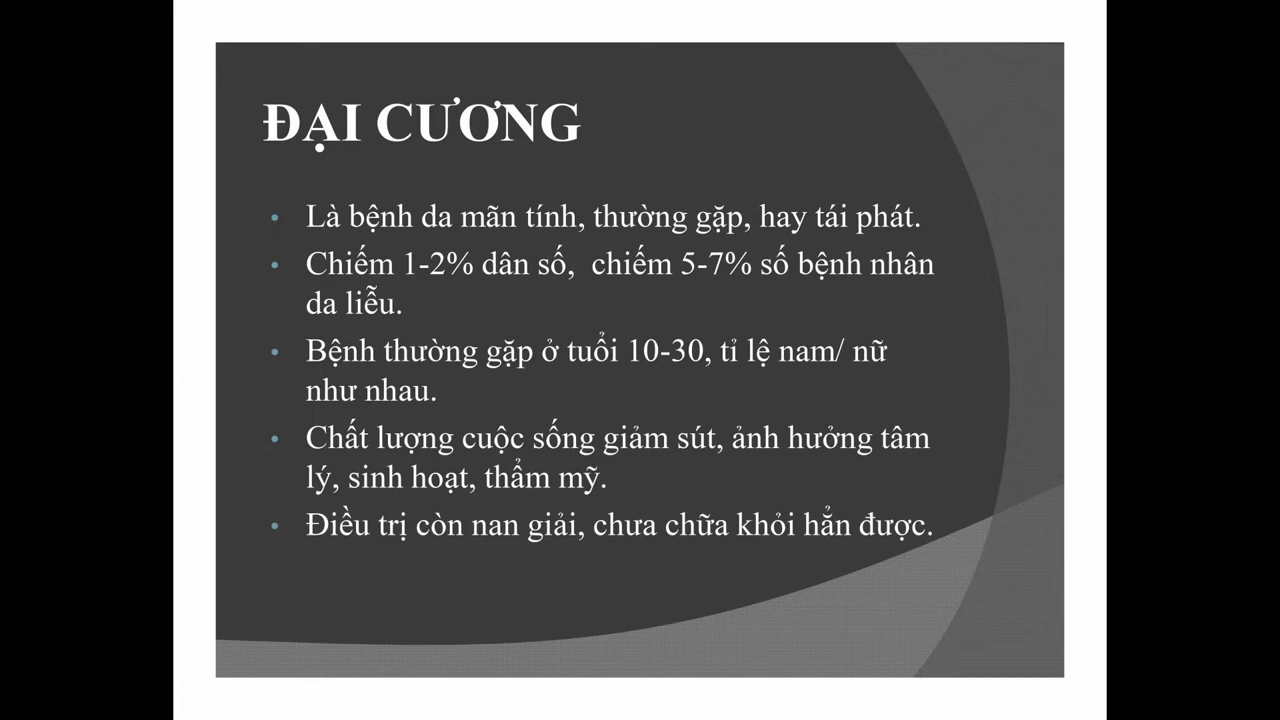 ĐẠI CƯƠNG
• Là bệnh da mãn tính, thường gặp, hay tái phát.
• Chiếm 1-2% dân số, chiếm 5-7% số bệnh nhân
da liễu.
• Bệnh thường gặp ở tuổi 10-30, tỉ lệ nam/ nữ
như nhau.
• Chất lượng cuộc sống giảm sút, ảnh hưởng tâm
lý, sinh hoạt, thẩm mỹ.
• Điều trị còn nan giải, chưa chữa khỏi hẳn được.